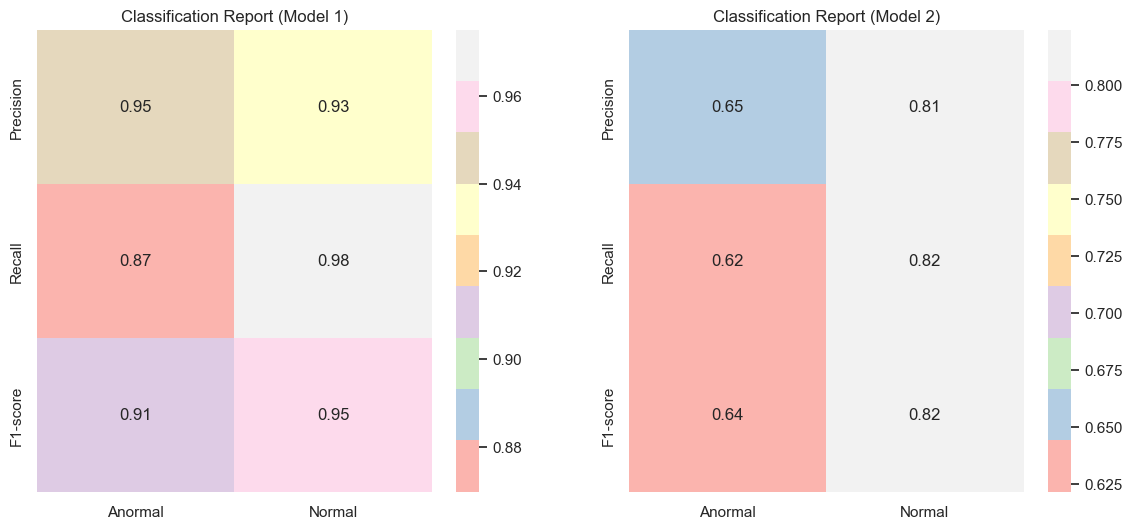 Classification Report (Model 1)
Precision
0.95 0.93
Recall
0.87 0.98
F1-score
0.91 0.95
Anormal Normal
0.96
0.94
0.92
0.90
0.88
Classification Report (Model 2)
Precision
0.65 0.81
Recall
0.62 0.82
F1-score
0.64 0.82
Anormal Normal
0.800
0.775
0.750
0.725
0.700
0.675
0.650
0.625